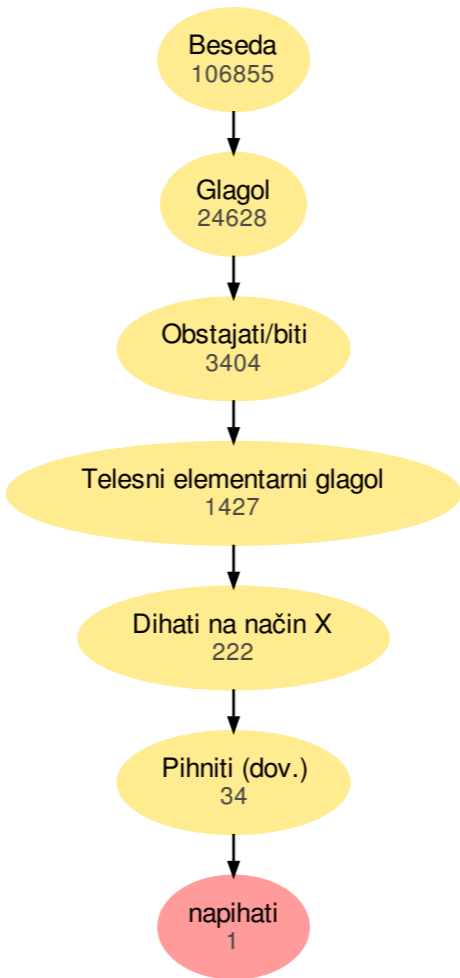 Beseda
106855
Glagol
24628
Obstajati/biti
3404
Telesni elementarni glagol
1427
Dihati na način X
222
Pihniti (dov.)
34
napihati
1